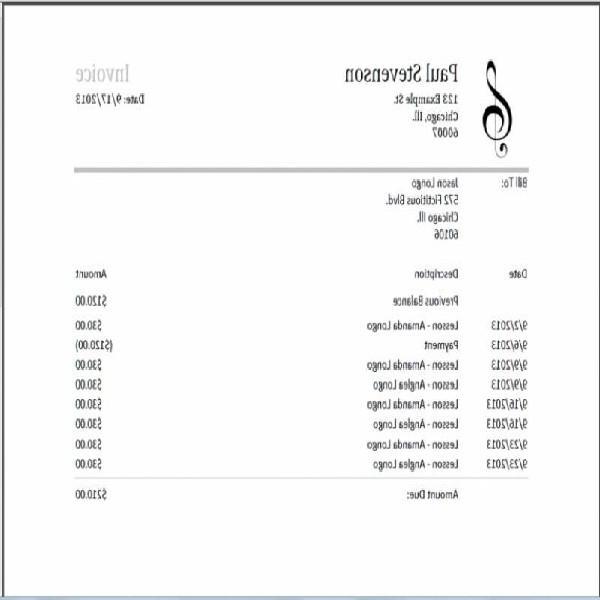 Paul Stevenson Invoice
123 Example St. Date: 9/17/2013
Chicago, Ill.
60007
Bill To: Jason Longo
572 Fictitious Blvd.
Chicago Ill.
60106
Date Description Amount
Previous Balance $120.00
9/2/2013 Lesson - Amanda Longo $30.00
9/6/2013 Payment ($120.00)
9/9/2013 Lesson - Amanda Longo $30.00
9/9/2013 Lesson - Anglea Longo $30.00
9/16/2013 Lesson - Amanda Longo $30.00
9/16/2013 Lesson - Anglea Longo $30.00
9/23/2013 Lesson - Amanda Longo $30.00
9/23/2013 Lesson - Anglea Longo $30.00
Amount Due: $210.00